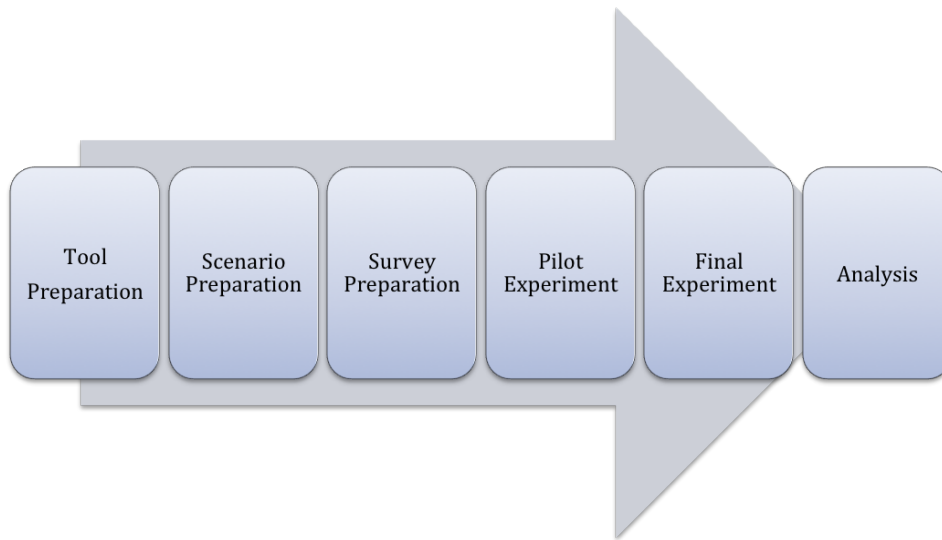 Tool
Preparation
Scenario
Preparation
Survey
Preparation
Pilot
Experiment
Final
Experiment
Analysis